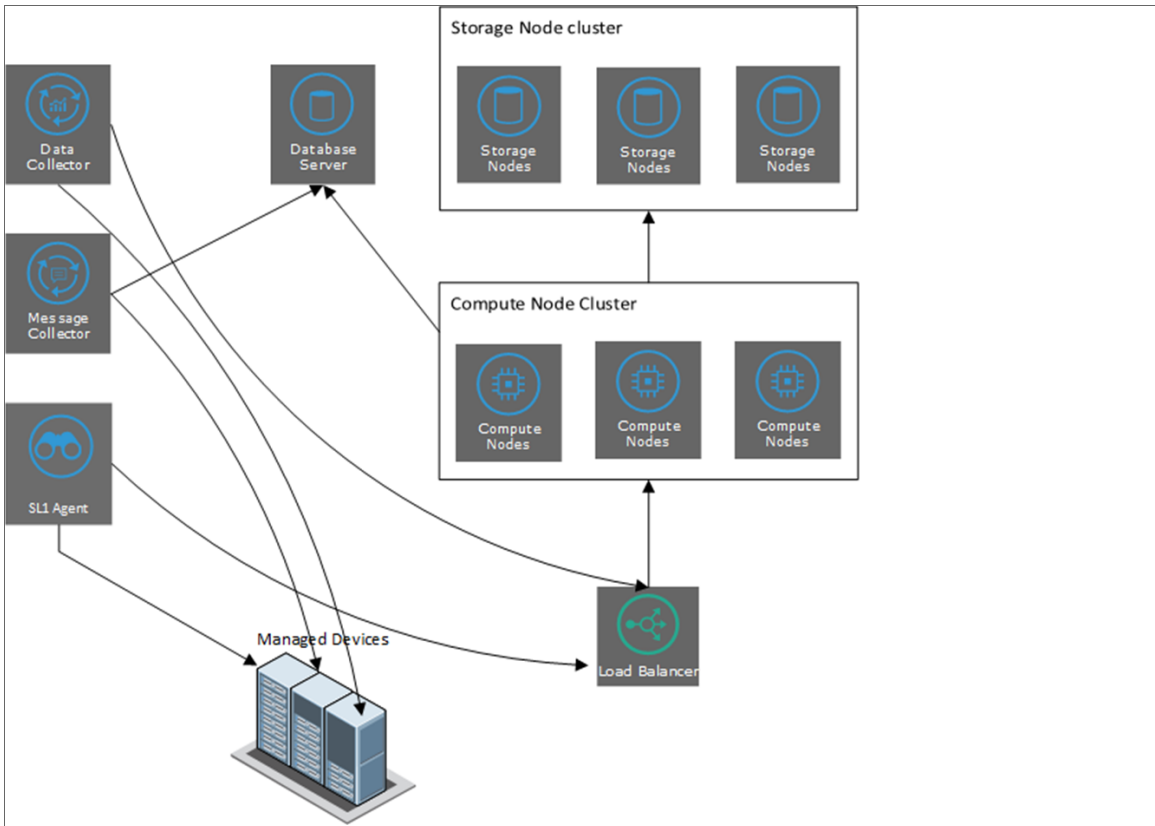 Storage Node cluster
Data
Collector
Database
Server
Storage
Nodes
Storage
Nodes
Storage
Nodes
Message
Collector
Compute Node Cluster
Compute
Nodes
Compute
Nodes
Compute
Nodes
SL1 Agent
Managed Devices
Load Balancer